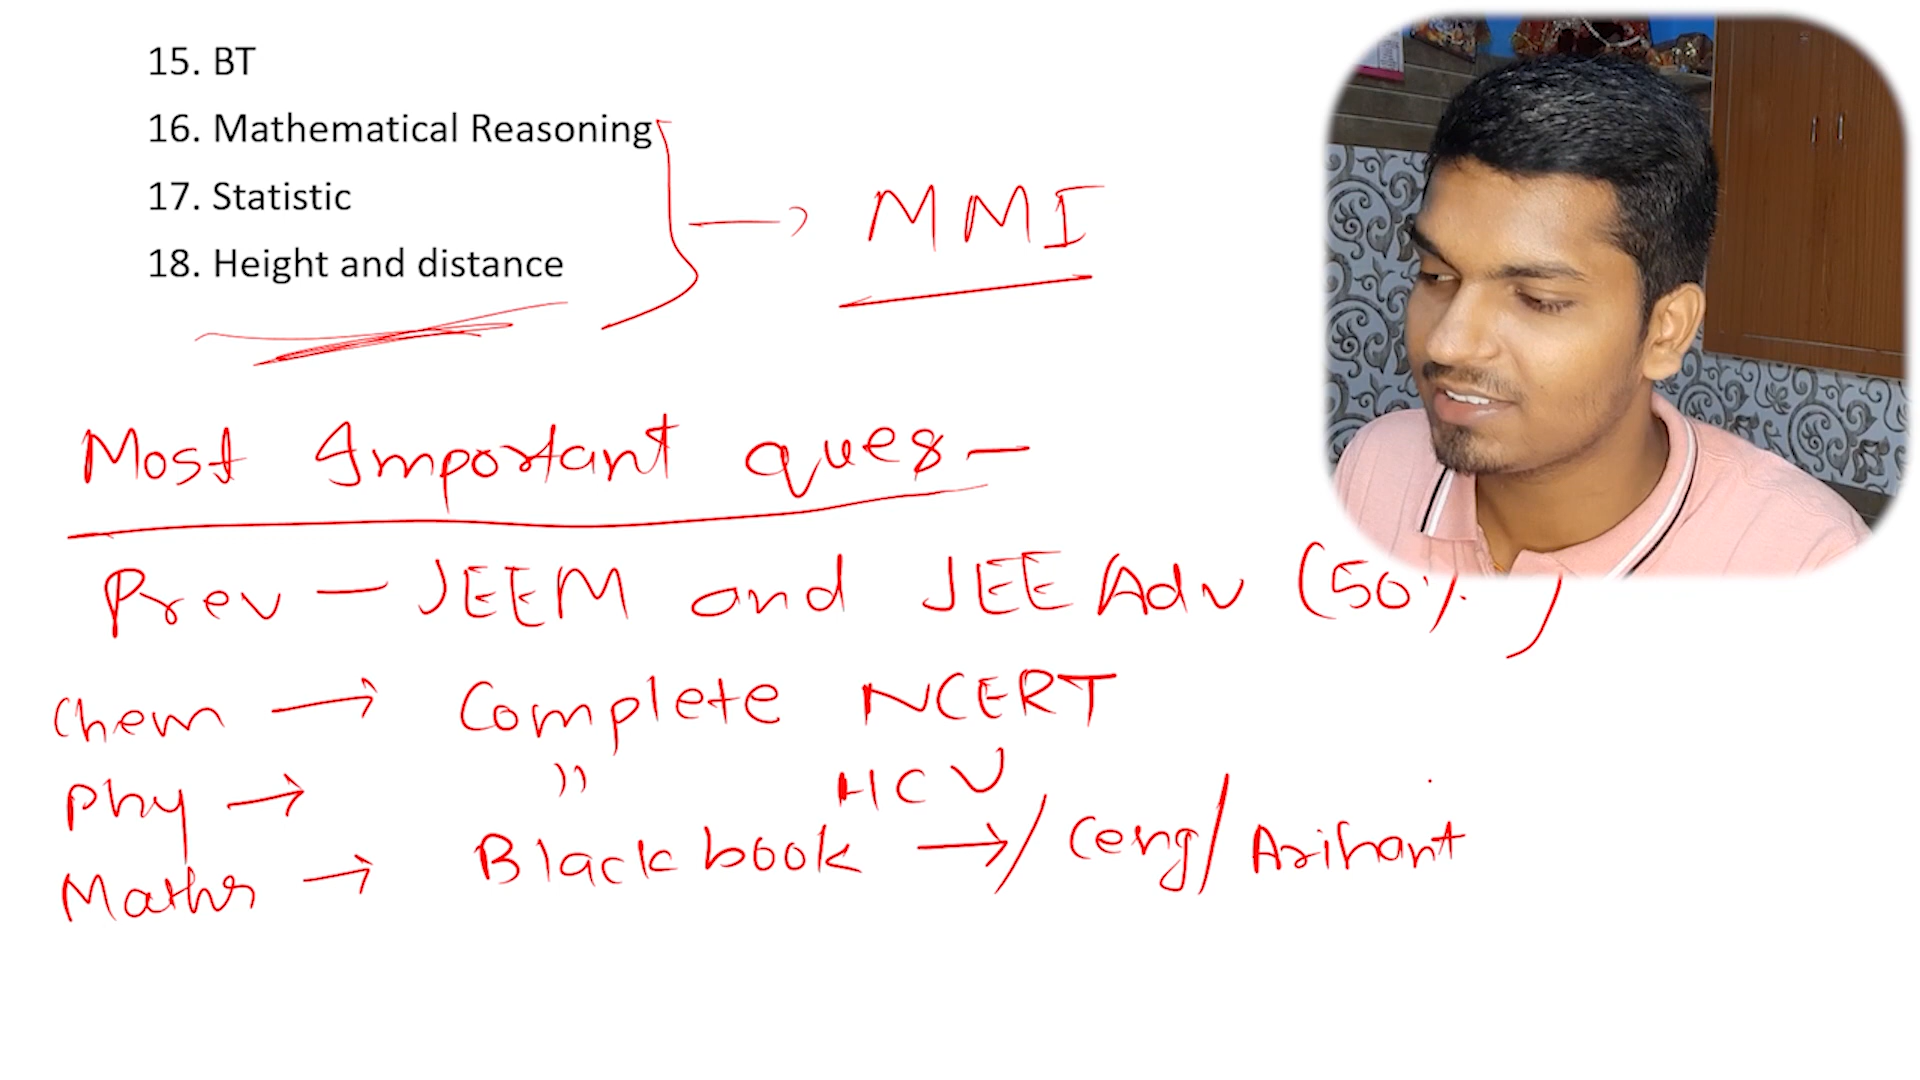 15. BT
16. Mathematical Reasoning
17. Statistic
18. Height and distance
→ MMI
Most Important ques -
Prev - JEEM and JEE Adv (50% )
Chem → Complete NCERT
Phy → " HCV
Maths → Black book → / Ceng / Arihant